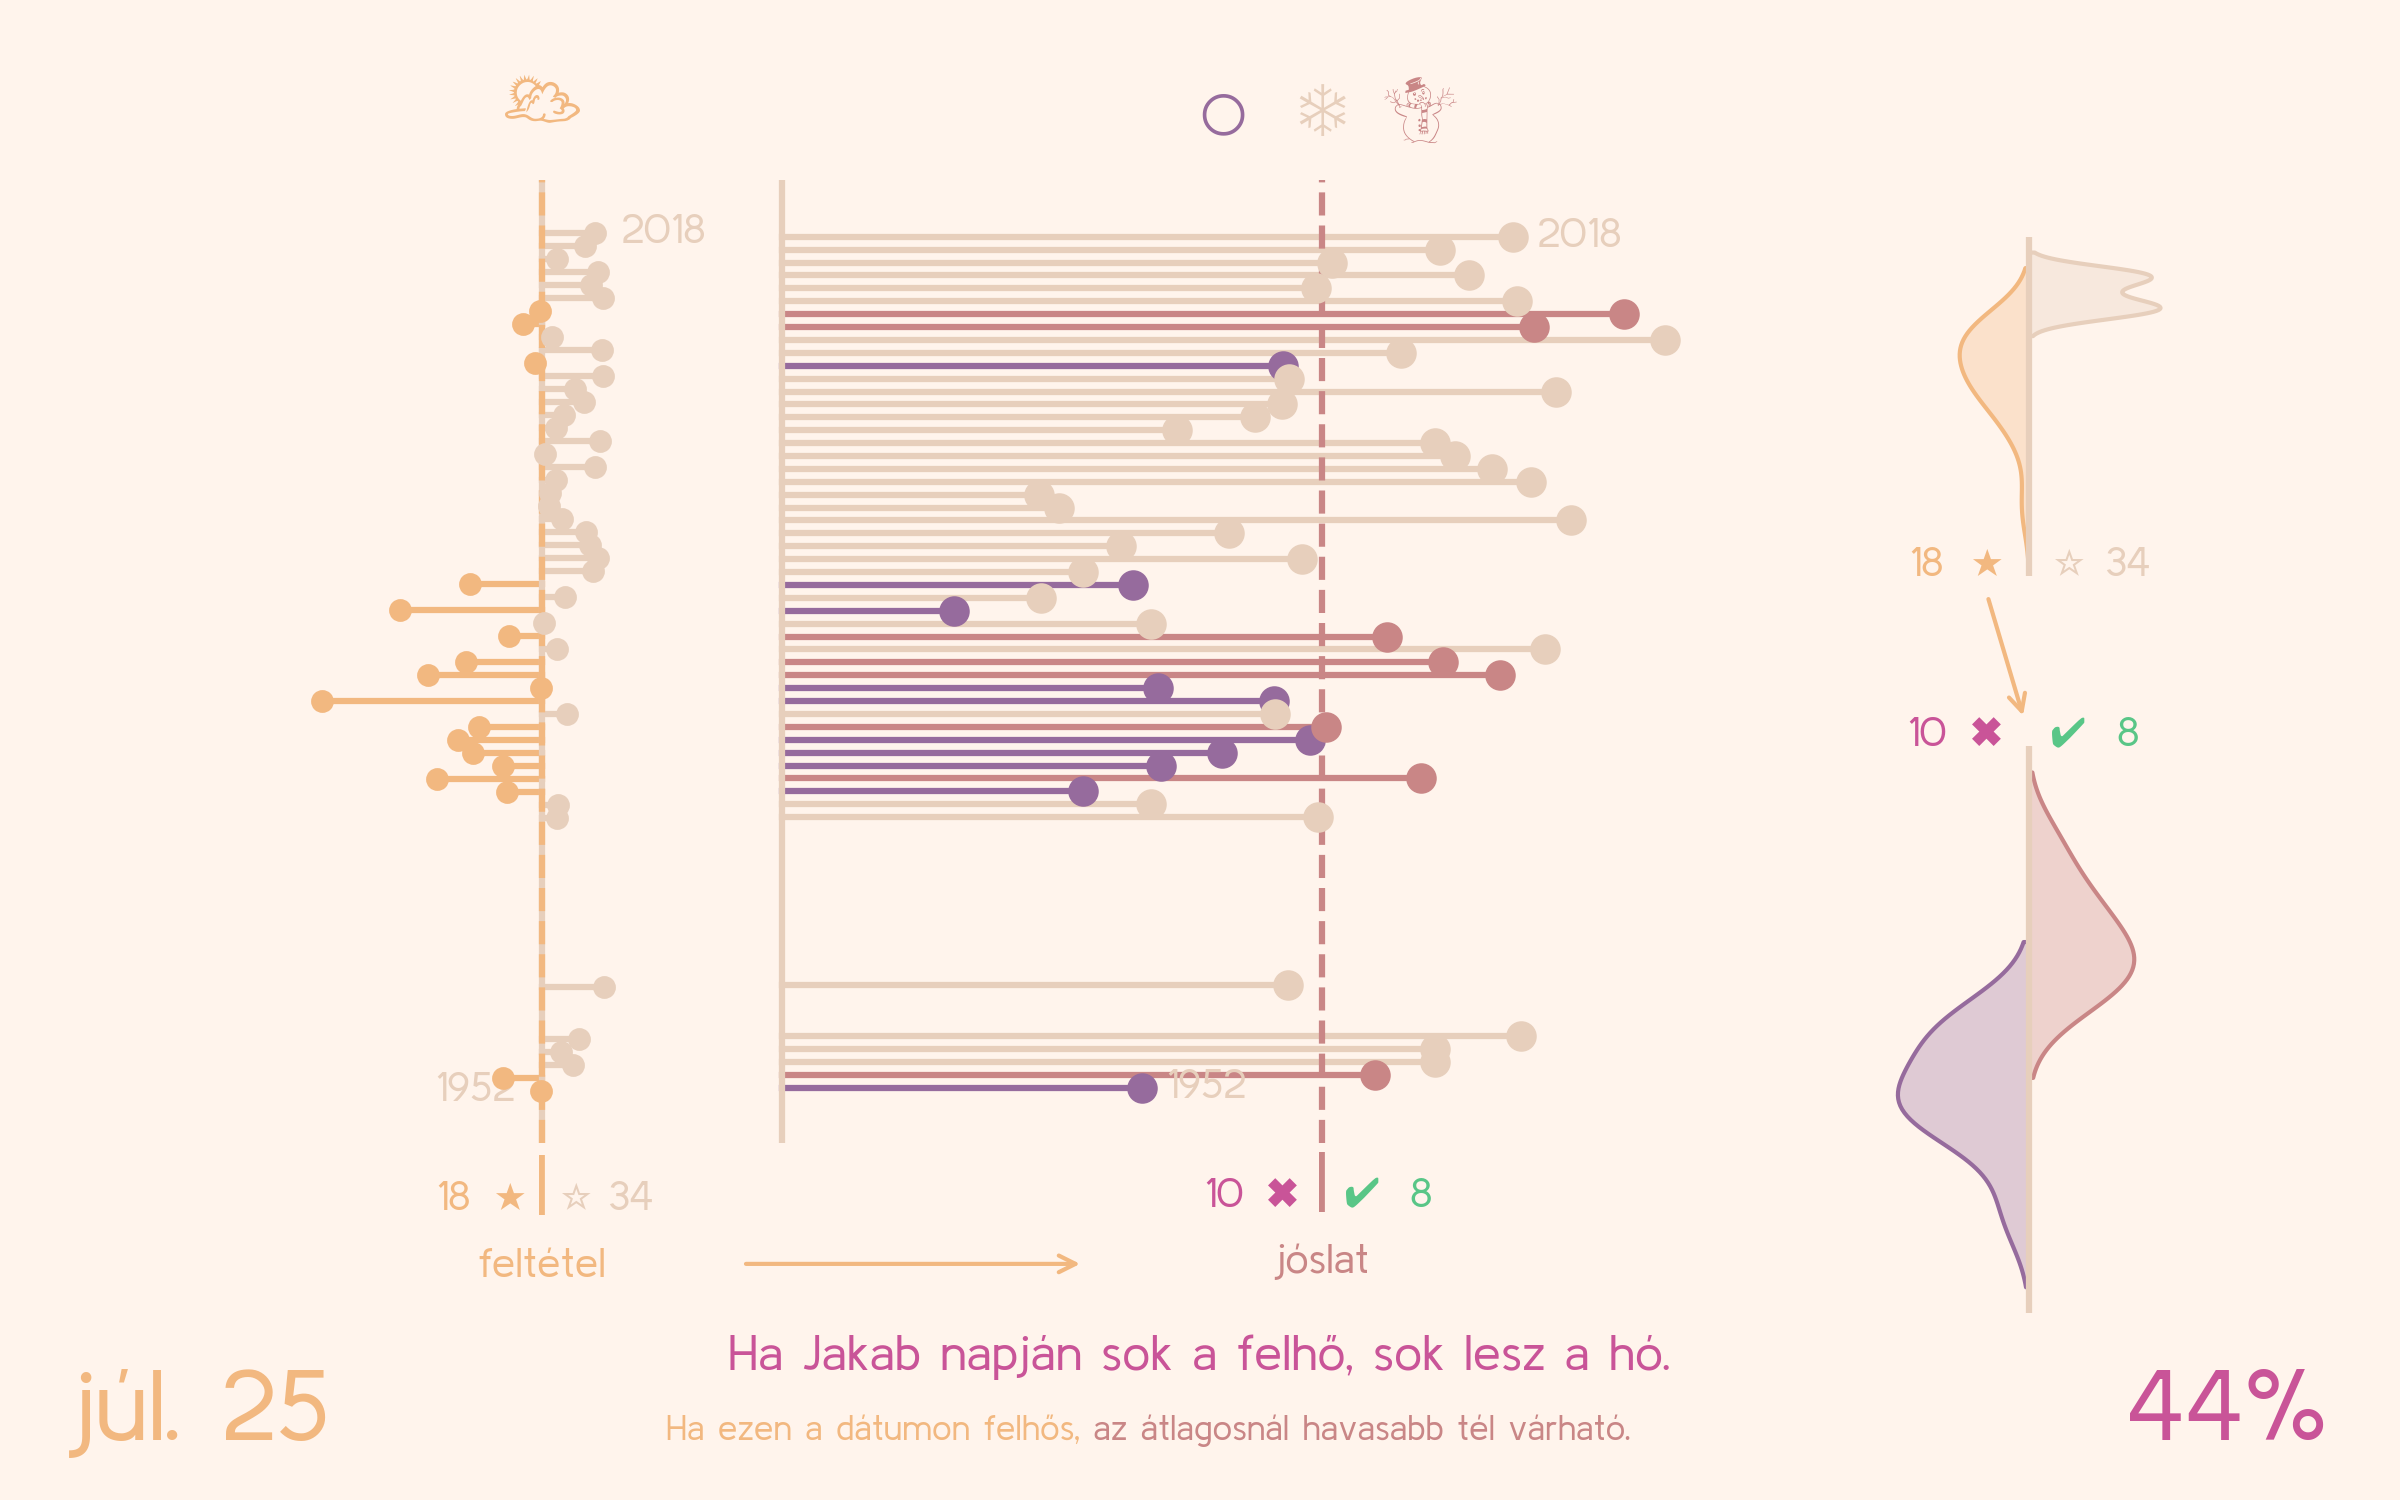 2018
2018
18 ★ ☆ 34
10 ✖ ✔ 8
1952
1952
18 ★ ☆ 34
10 ✖ ✔ 8
feltétel
jóslat
Ha Jakab napján sok a felhő, sok lesz a hó.
júl. 25
44%
Ha ezen a dátumon felhős, az átlagosnál havasabb tél várható.